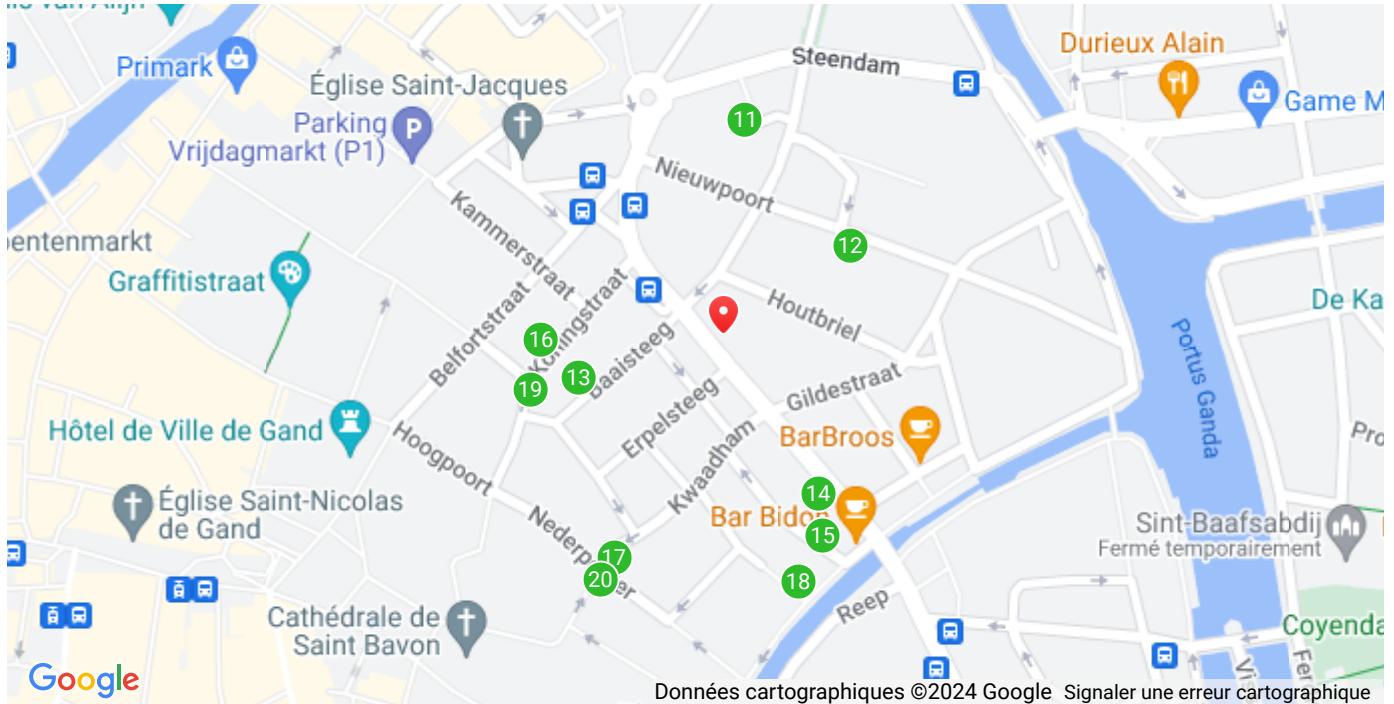 Primark
Steendam
Durieux Alain
Église Saint-Jacques
Game M
11
Parking
Vrijdagmarkt (P1)
P
Nieuwpoort
Kammerstraat
entenmarkt
12
Graffitistraat
Koningstraat
Houtbriel
De Ka
Belfortstraat
16
Baaisteeg
Portus Ganda
13
19
Gildestraat
Erpelsteeg
Hôtel de Ville de Gand
BarBroos
Hoogpoort
Kwaadham
Église Saint-Nicolas
de Gand
14
Bar Bidon
15
Sint-Baafsabdij
Fermé temporairement
17
20
18
Reep
Cathédrale de
Saint Bavon
Coyenda
Google
Données cartographiques ©2024 Google
Signaler une erreur cartographique